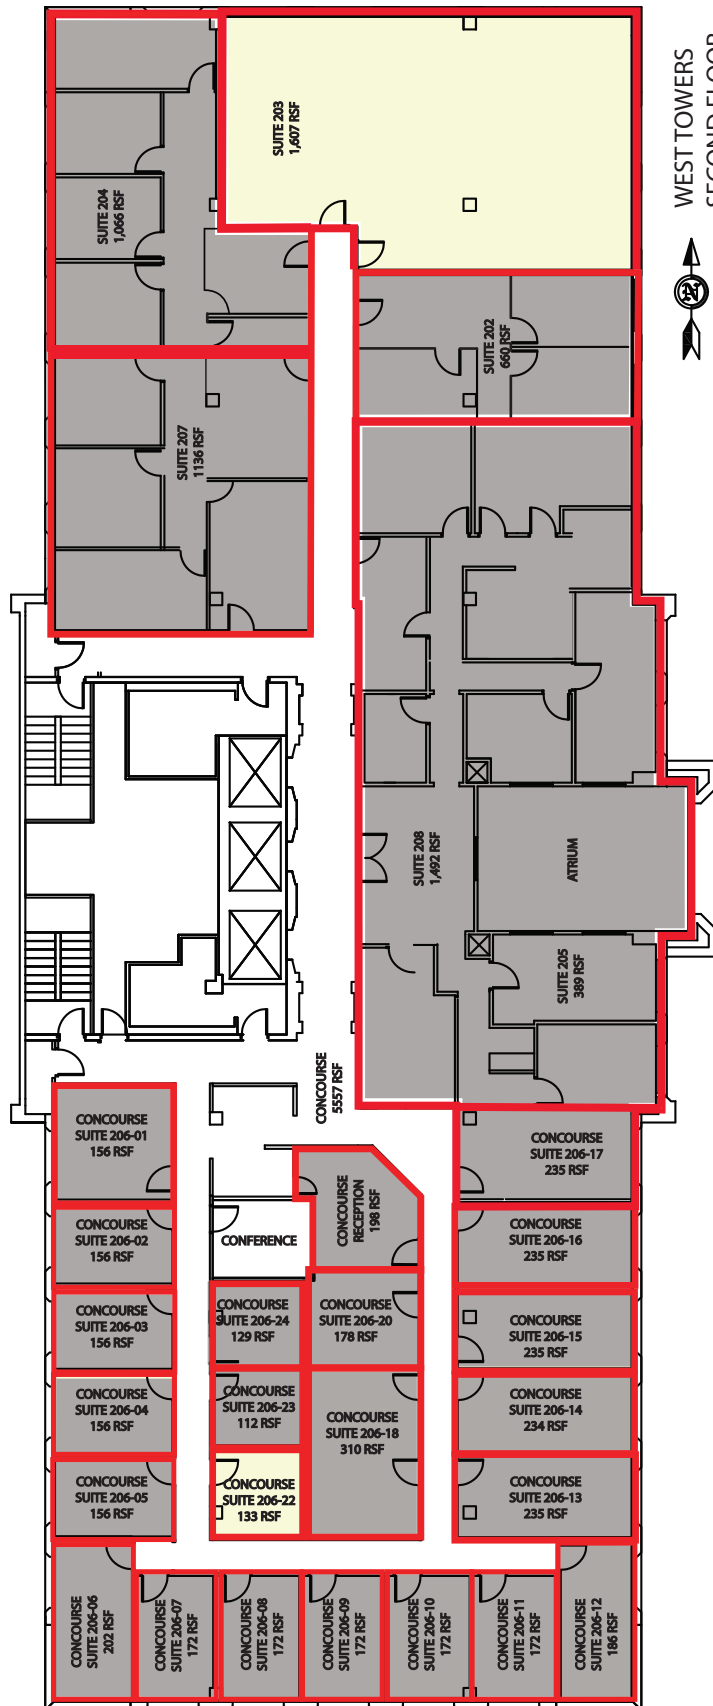 WEST TOWERS
SECOND FLOOR
N
SUITE 203
1,607 RSF
SUITE 204
1,066 RSF
SUITE 202
660 RSF
SUITE 207
1136 RSF
SUITE 208
1,492 RSF
ATRIUM
SUITE 205
389 RSF
CONCOURSE
5557 RSF
CONCOURSE
SUITE 206-01
156 RSF
CONCOURSE
SUITE 206-17
235 RSF
CONCOURSE
RECEPTION
198 RSF
CONCOURSE
SUITE 206-02
156 RSF
CONFERENCE
CONCOURSE
SUITE 206-16
235 RSF
CONCOURSE
SUITE 206-03
156 RSF
CONCOURSE
SUITE 206-24
129 RSF
CONCOURSE
SUITE 206-20
178 RSF
CONCOURSE
SUITE 206-15
235 RSF
CONCOURSE
SUITE 206-04
156 RSF
CONCOURSE
SUITE 206-23
112 RSF
CONCOURSE
SUITE 206-18
310 RSF
CONCOURSE
SUITE 206-14
234 RSF
CONCOURSE
SUITE 206-05
156 RSF
CONCOURSE
SUITE 206-22
133 RSF
CONCOURSE
SUITE 206-13
235 RSF
CONCOURSE
SUITE 206-06
202 RSF
CONCOURSE
SUITE 206-07
172 RSF
CONCOURSE
SUITE 206-08
172 RSF
CONCOURSE
SUITE 206-09
172 RSF
CONCOURSE
SUITE 206-10
172 RSF
CONCOURSE
SUITE 206-11
172 RSF
CONCOURSE
SUITE 206-12
186 RSF